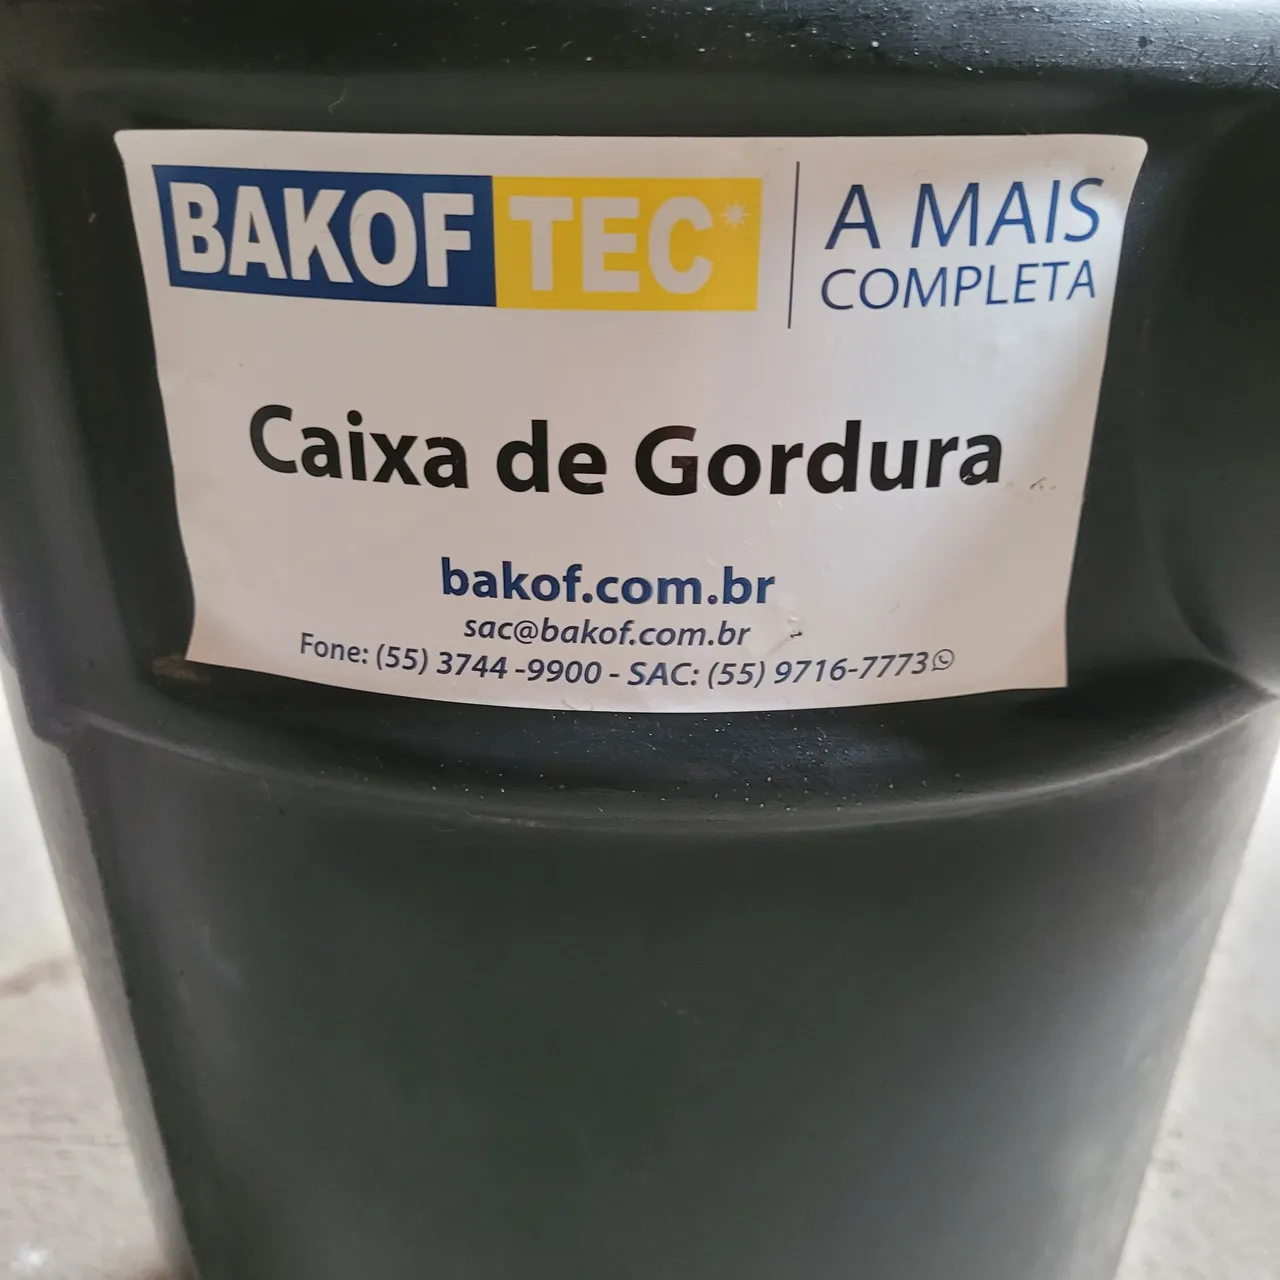 BAKOF TEC
A MAIS
COMPLETA
Caixa de Gordura
bakof.com.br
sac@bakof.com.br
Fone: (55) 3744 -9900 - SAC: (55) 9716-7773